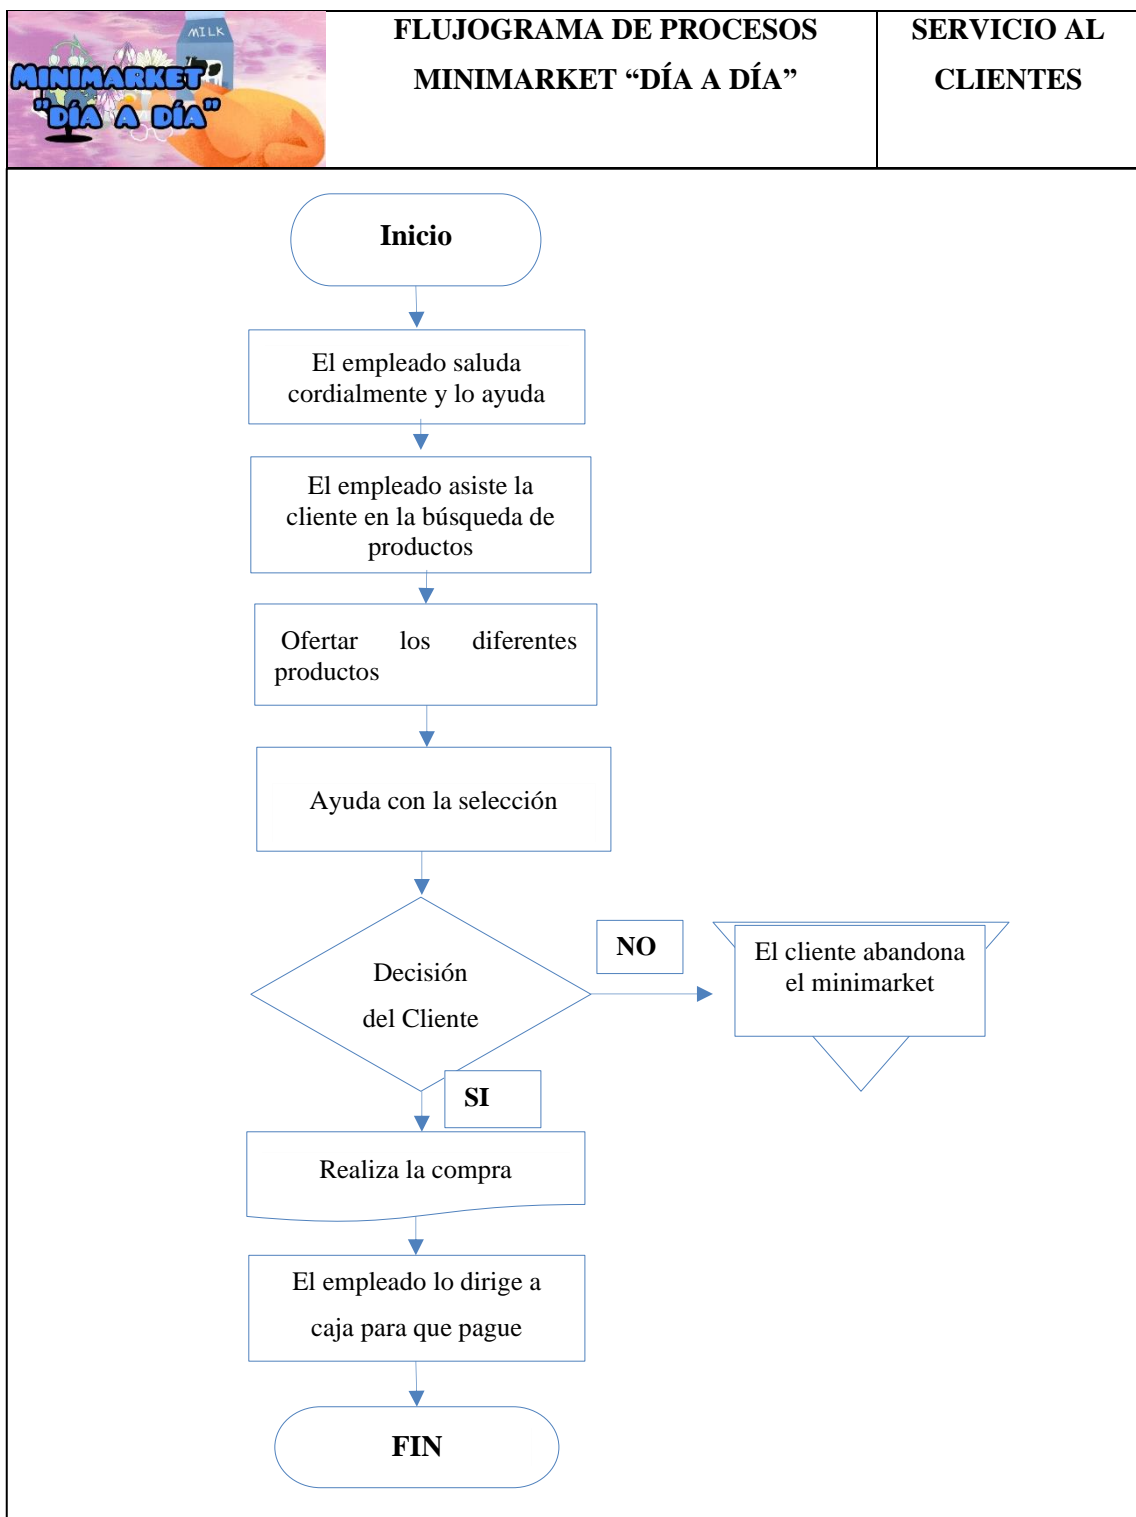 MILK
MINIMARKET
"DÍA A DÍA"
FLUJOGRAMA DE PROCESOS
MINIMARKET “DÍA A DÍA”
SERVICIO AL
CLIENTES
Inicio
El empleado saluda
cordialmente y lo ayuda
El empleado asiste la
cliente en la búsqueda de
productos
Ofertar los diferentes
productos
Ayuda con la selección
Decisión
del Cliente
NO
El cliente abandona
el minimarket
SI
Realiza la compra
El empleado lo dirige a
caja para que pague
FIN